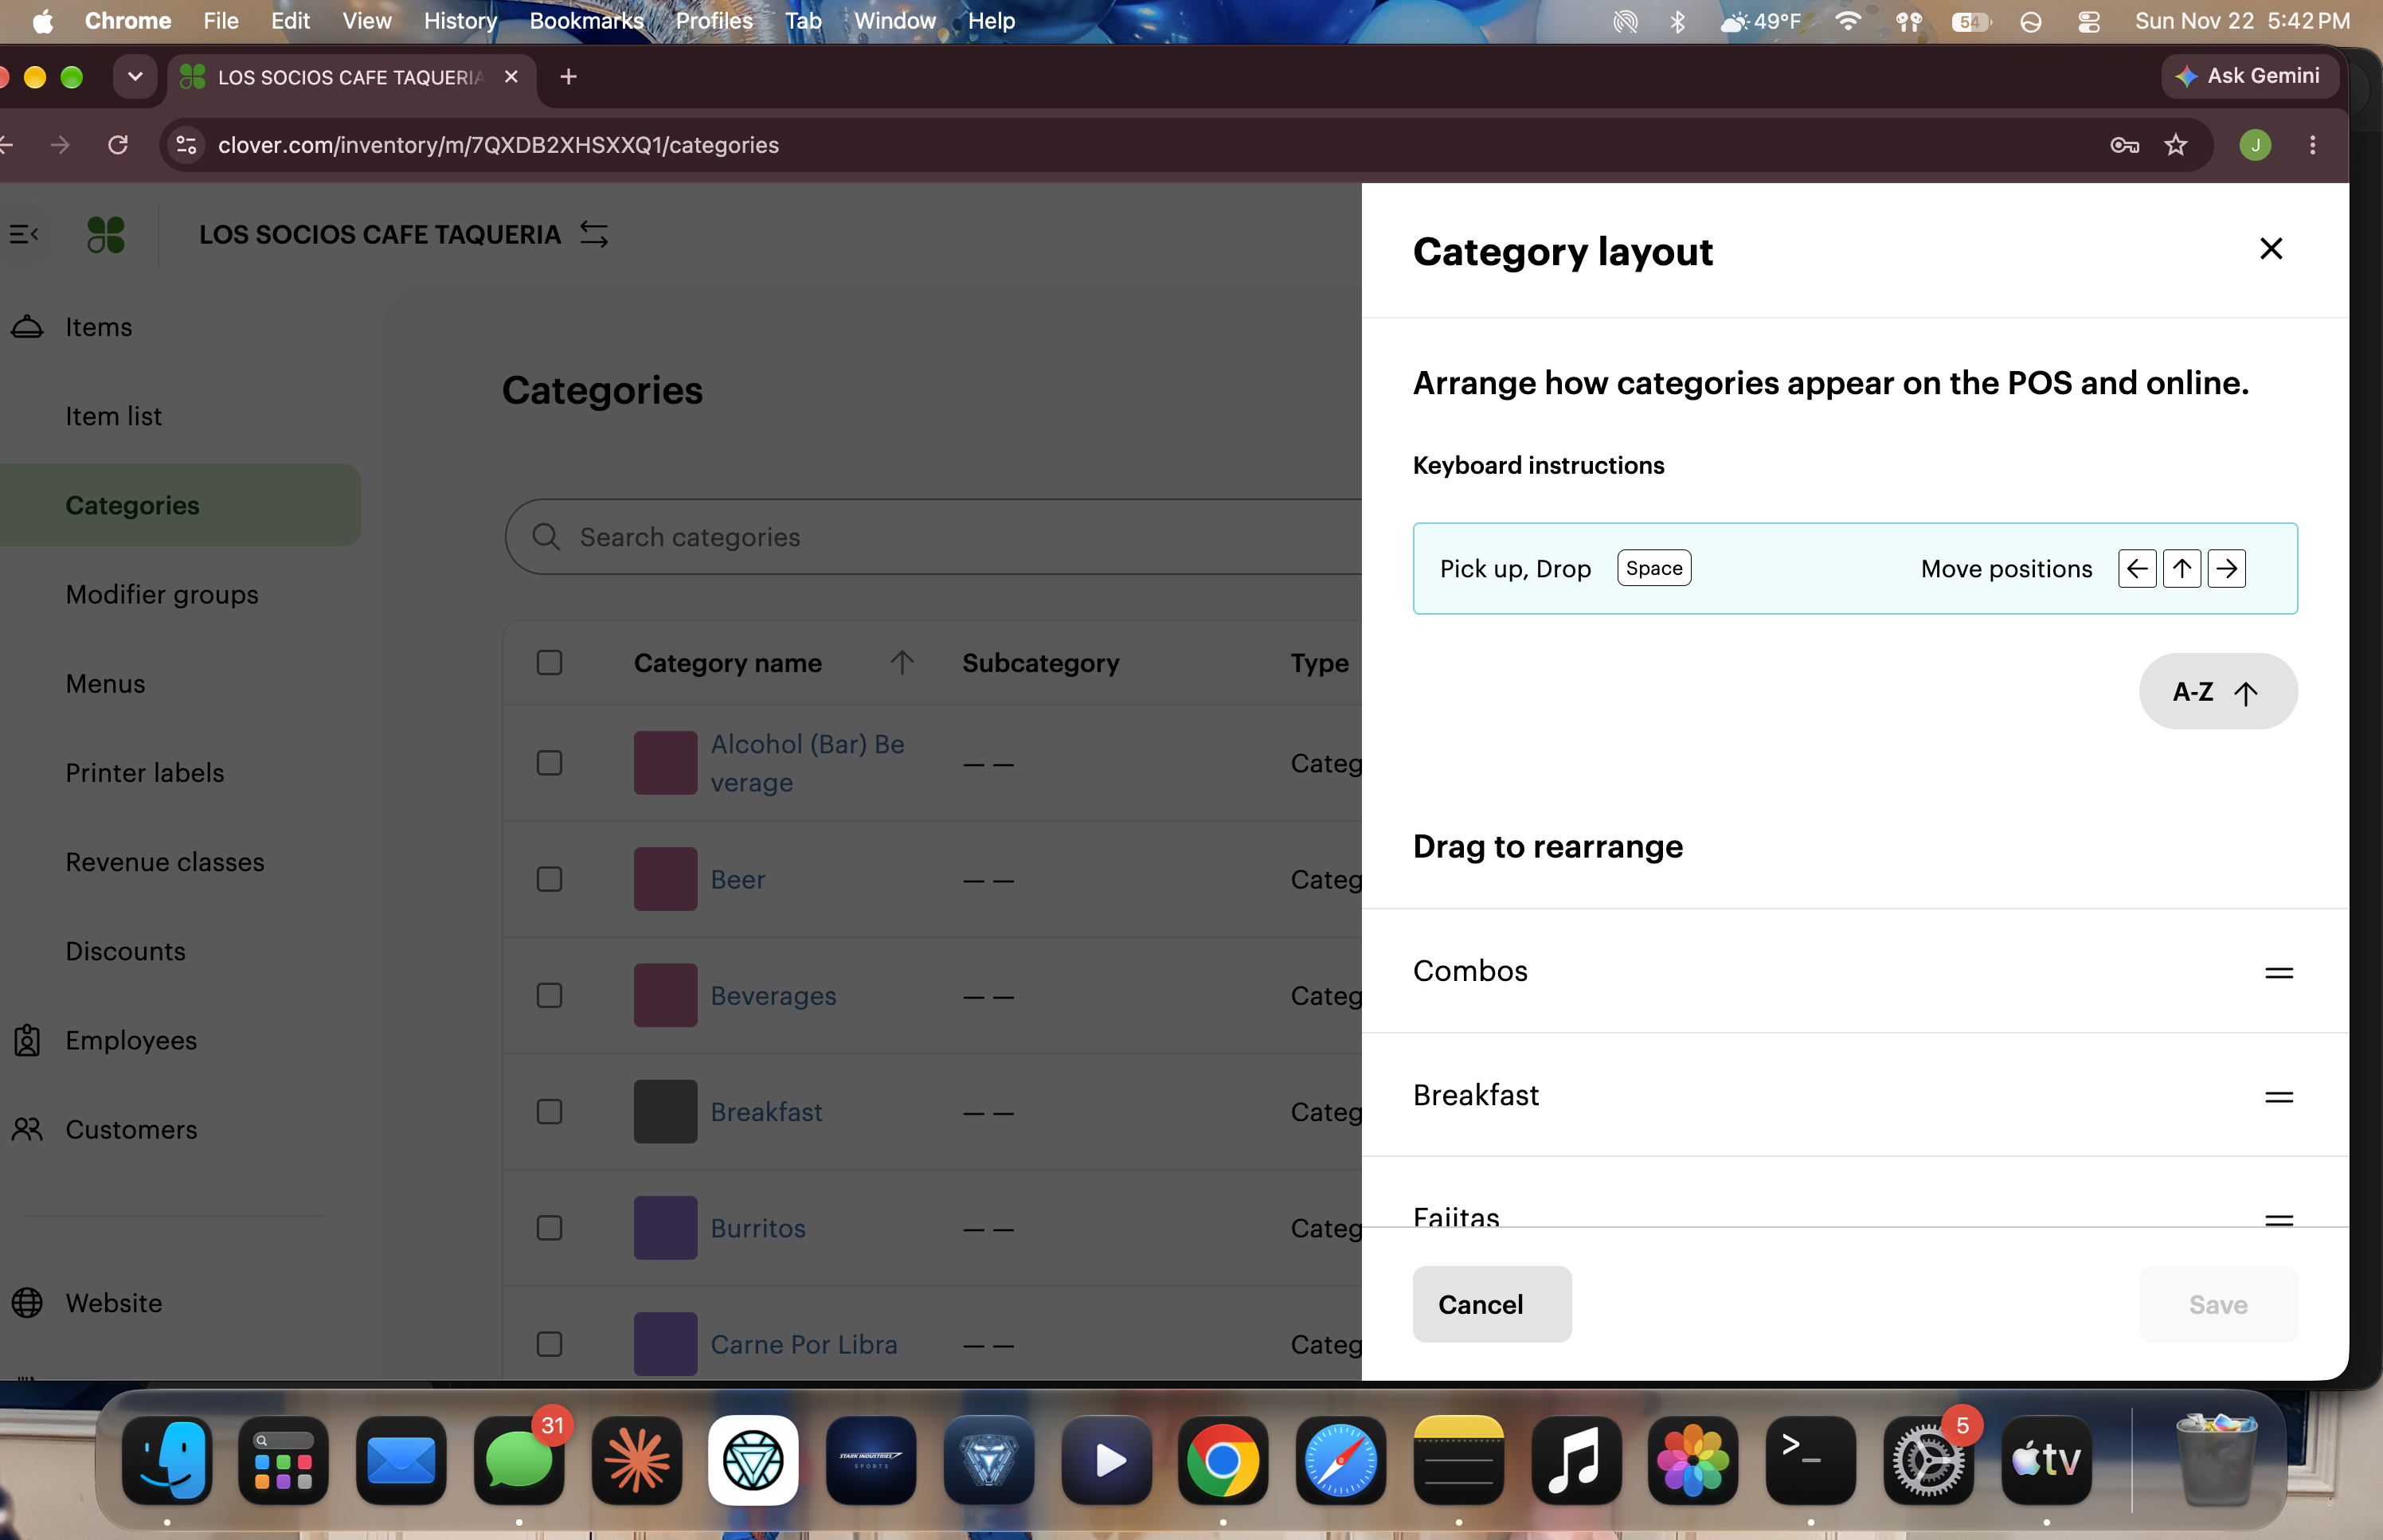 Chrome File Edit View History Bookmarks Profiles Tab Window Help 49°F 54 Sun Nov 22 5:42 PM
LOS SOCIOS CAFE TAQUERIA Ask Gemini
clover.com/inventory/m/7QXDB2XHSXXQ1/categories J
LOS SOCIOS CAFE TAQUERIA
Items
Item list
Categories
Modifier groups
Menus
Printer labels
Revenue classes
Discounts
Employees
Customers
Website
Categories
Search categories
Category name Subcategory Type
Alcohol (Bar) Be
verage — — Categ
Beer — — Categ
Beverages — — Categ
Breakfast — — Categ
Burritos — — Categ
Carne Por Libra — — Categ
Category layout
Arrange how categories appear on the POS and online.
Keyboard instructions
Pick up, Drop Space Move positions
A-Z
Drag to rearrange
Combos
Breakfast
Fajitas
Cancel Save
31
STARK INDUSTRIES
SPORTS
5
tv